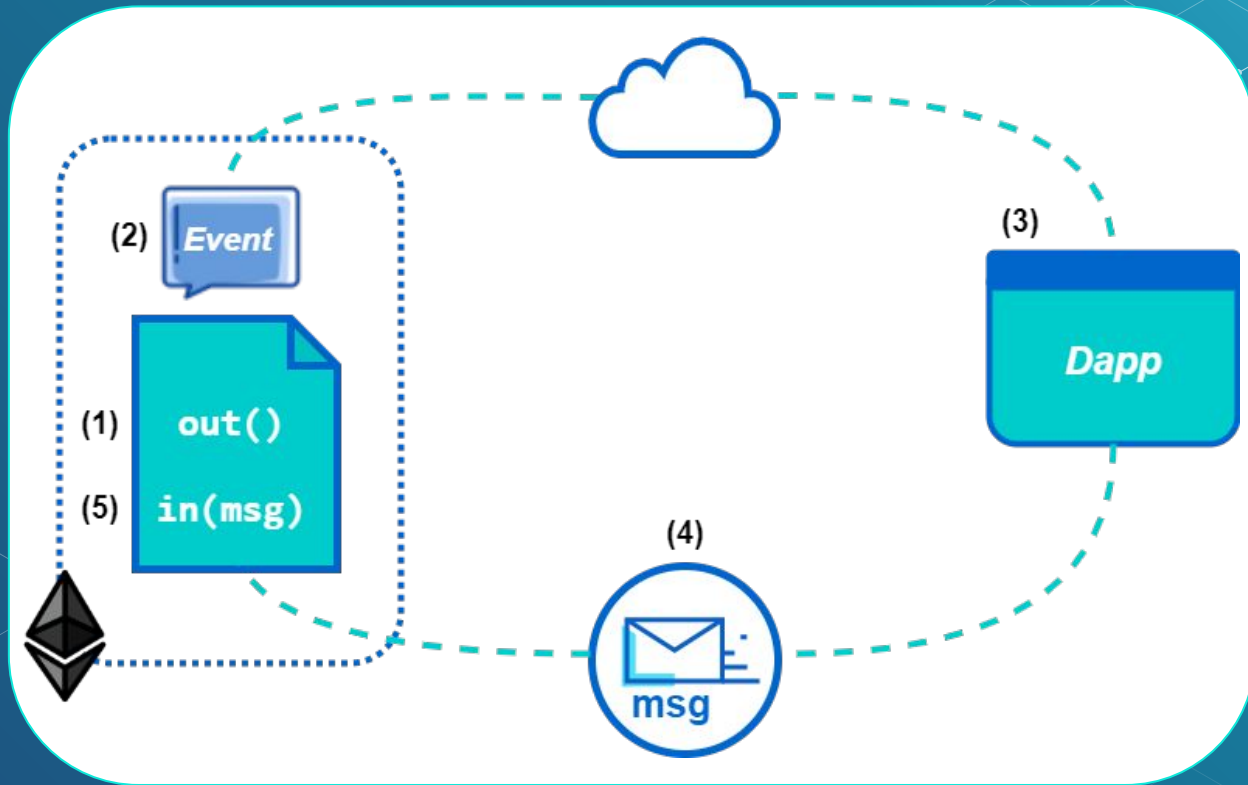 (2) Event
(3)
Dapp
(1) out()
(5) in(msg)
(4)
msg